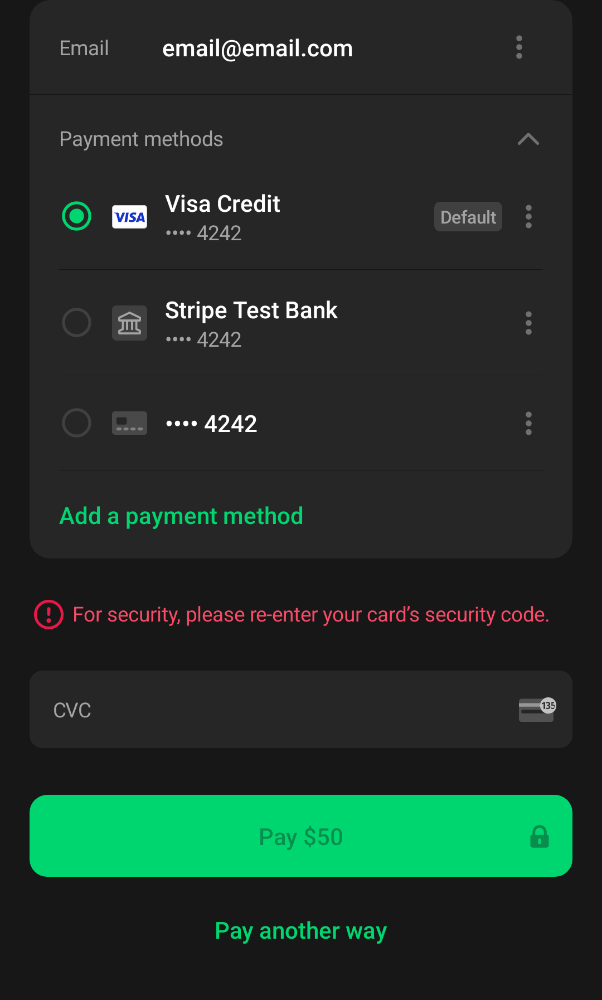 Email
email@email.com
Payment methods
VISA
Visa Credit
•••• 4242
Default
Stripe Test Bank
•••• 4242
•••• 4242
Add a payment method
For security, please re-enter your card’s security code.
CVC
135
Pay $50
Pay another way